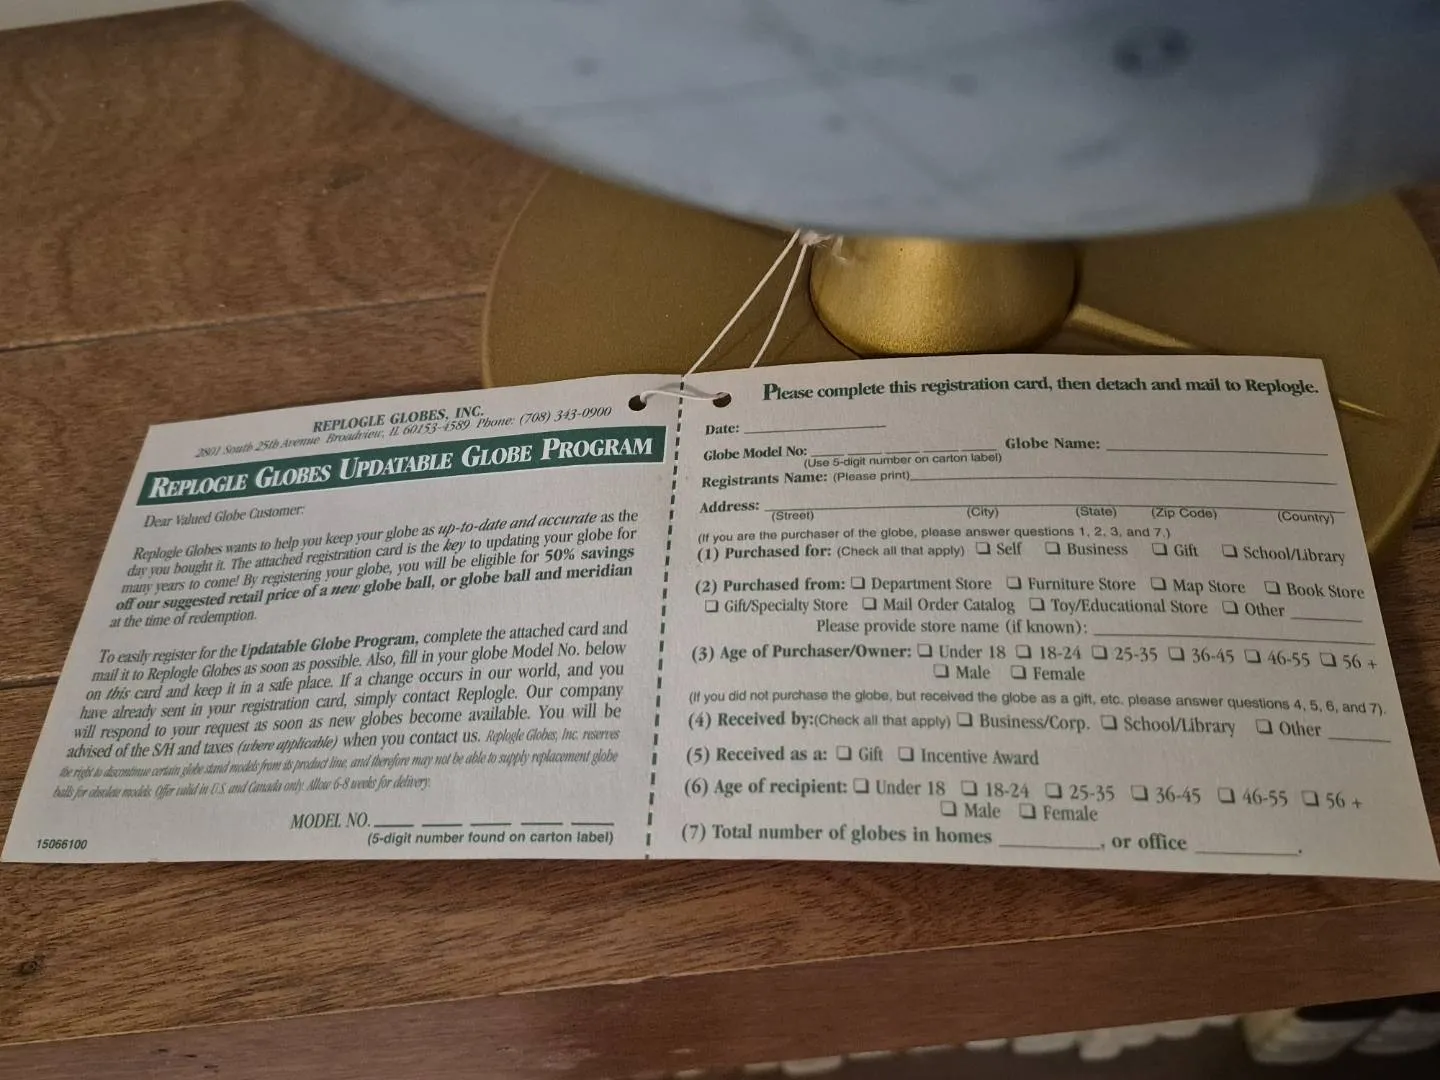 REPLOGLE GLOBES, INC.
2801 South 25th Avenue Broadview, IL 60153-4589 Phone: (708) 343-0900
REPLOGLE GLOBES UPDATABLE GLOBE PROGRAM
Dear Valued Globe Customer:
Replogle Globes wants to help you keep your globe as up-to-date and accurate as the
day you bought it. The attached registration card is the key to updating your globe for
many years to come! By registering your globe, you will be eligible for 50% savings
off our suggested retail price of a new globe ball, or globe ball and meridian
at the time of redemption.
To easily register for the Updatable Globe Program, complete the attached card and
mail it to Replogle Globes as soon as possible. Also, fill in your globe Model No. below
on this card and keep it in a safe place. If a change occurs in our world, and you
have already sent in your registration card, simply contact Replogle. Our company
will respond to your request as soon as new globes become available. You will be
advised of the S/H and taxes (where applicable) when you contact us. Replogle Globes, Inc. reserves
the right to discontinue certain globe stand models from its product line, and therefore may not be able to supply replacement globe
balls for obsolete models. Offer valid in U.S. and Canada only. Allow 6-8 weeks for delivery.
MODEL NO. ___ ___ ___ ___ ___
(5-digit number found on carton label)
15066100
Please complete this registration card, then detach and mail to Replogle.
Date: ____________
Globe Model No: ___ ___ ___ ___ ___ Globe Name: ____________
(Use 5-digit number on carton label)
Registrants Name: (Please print)____________
Address: ____________
(Street) (City) (State) (Zip Code) (Country)
(If you are the purchaser of the globe, please answer questions 1, 2, 3, and 7.)
(1) Purchased for: (Check all that apply) ❏ Self ❏ Business ❏ Gift ❏ School/Library
(2) Purchased from: ❏ Department Store ❏ Furniture Store ❏ Map Store ❏ Book Store
❏ Gift/Specialty Store ❏ Mail Order Catalog ❏ Toy/Educational Store ❏ Other ________
Please provide store name (if known): ____________
(3) Age of Purchaser/Owner: ❏ Under 18 ❏ 18-24 ❏ 25-35 ❏ 36-45 ❏ 46-55 ❏ 56 +
❏ Male ❏ Female
(If you did not purchase the globe, but received the globe as a gift, etc. please answer questions 4, 5, 6, and 7).
(4) Received by:(Check all that apply) ❏ Business/Corp. ❏ School/Library ❏ Other ______
(5) Received as a: ❏ Gift ❏ Incentive Award
(6) Age of recipient: ❏ Under 18 ❏ 18-24 ❏ 25-35 ❏ 36-45 ❏ 46-55 ❏ 56 +
❏ Male ❏ Female
(7) Total number of globes in homes _________, or office _________.